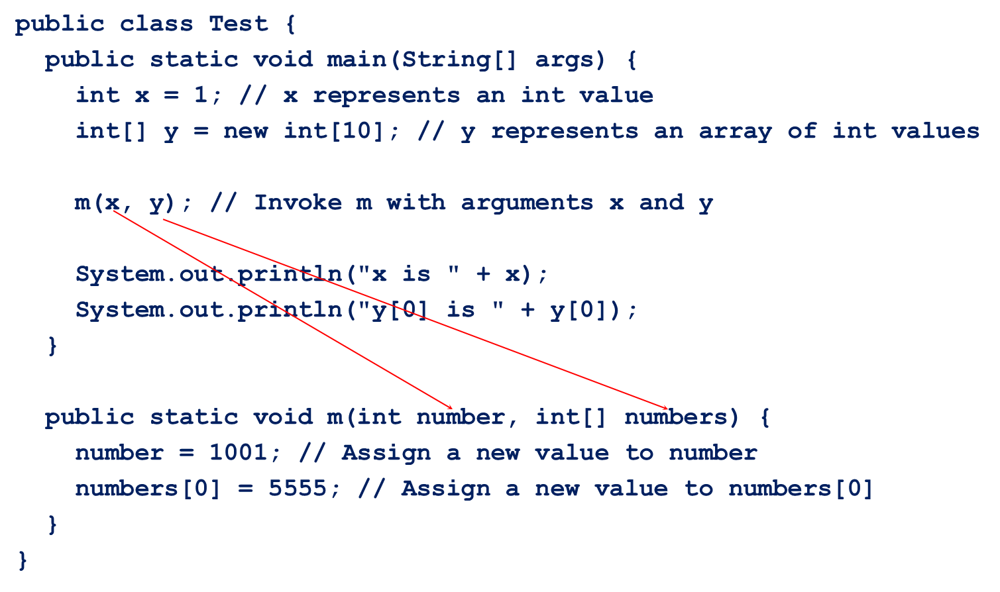 public class Test {
public static void main(String[] args) {
int x = 1; // x represents an int value
int[] y = new int[10]; // y represents an array of int values
m(x, y); // Invoke m with arguments x and y
System.out.println("x is " + x);
System.out.println("y[0] is " + y[0]);
}
public static void m(int number, int[] numbers) {
number = 1001; // Assign a new value to number
numbers[0] = 5555; // Assign a new value to numbers[0]
}
}